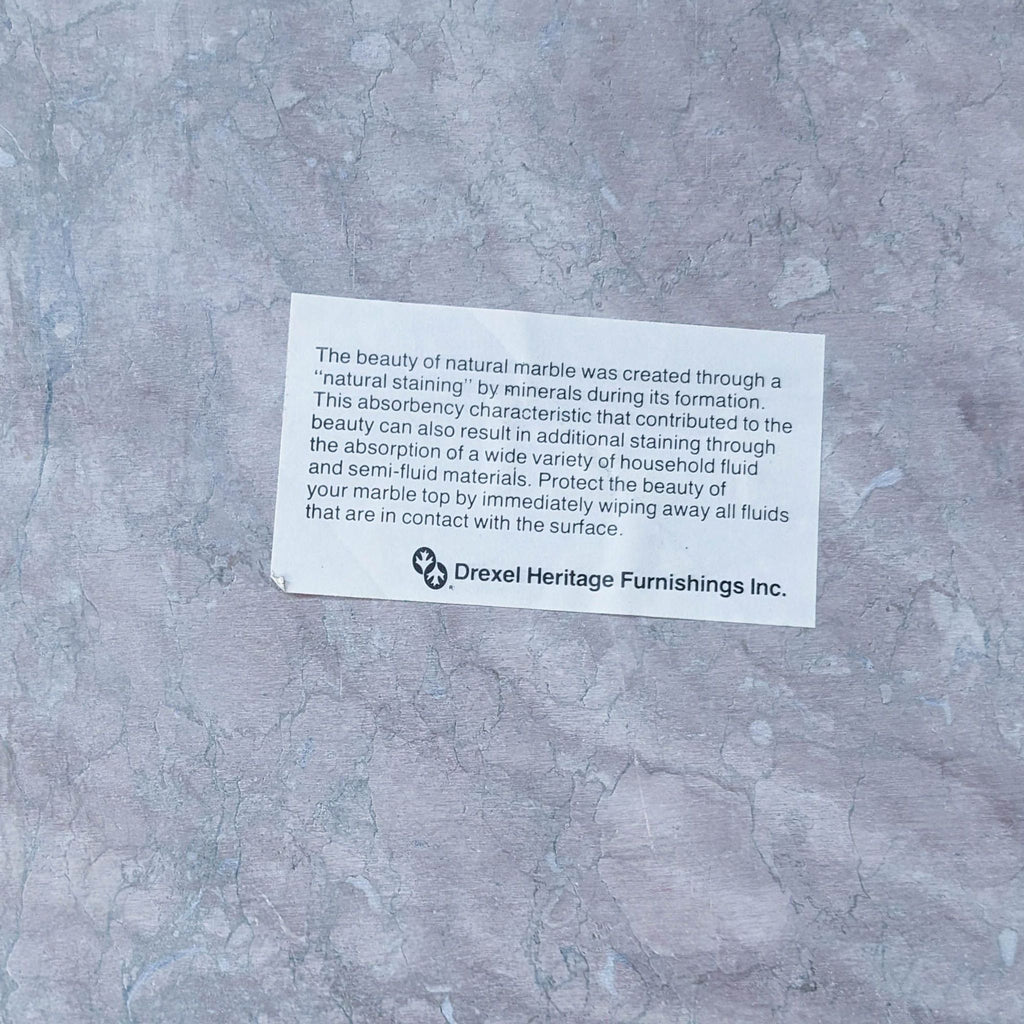 The beauty of natural marble was created through a
“natural staining” by minerals during its formation.
This absorbency characteristic that contributed to the
beauty can also result in additional staining through
the absorption of a wide variety of household fluid
and semi-fluid materials. Protect the beauty of
your marble top by immediately wiping away all fluids
that are in contact with the surface.
® Drexel Heritage Furnishings Inc.